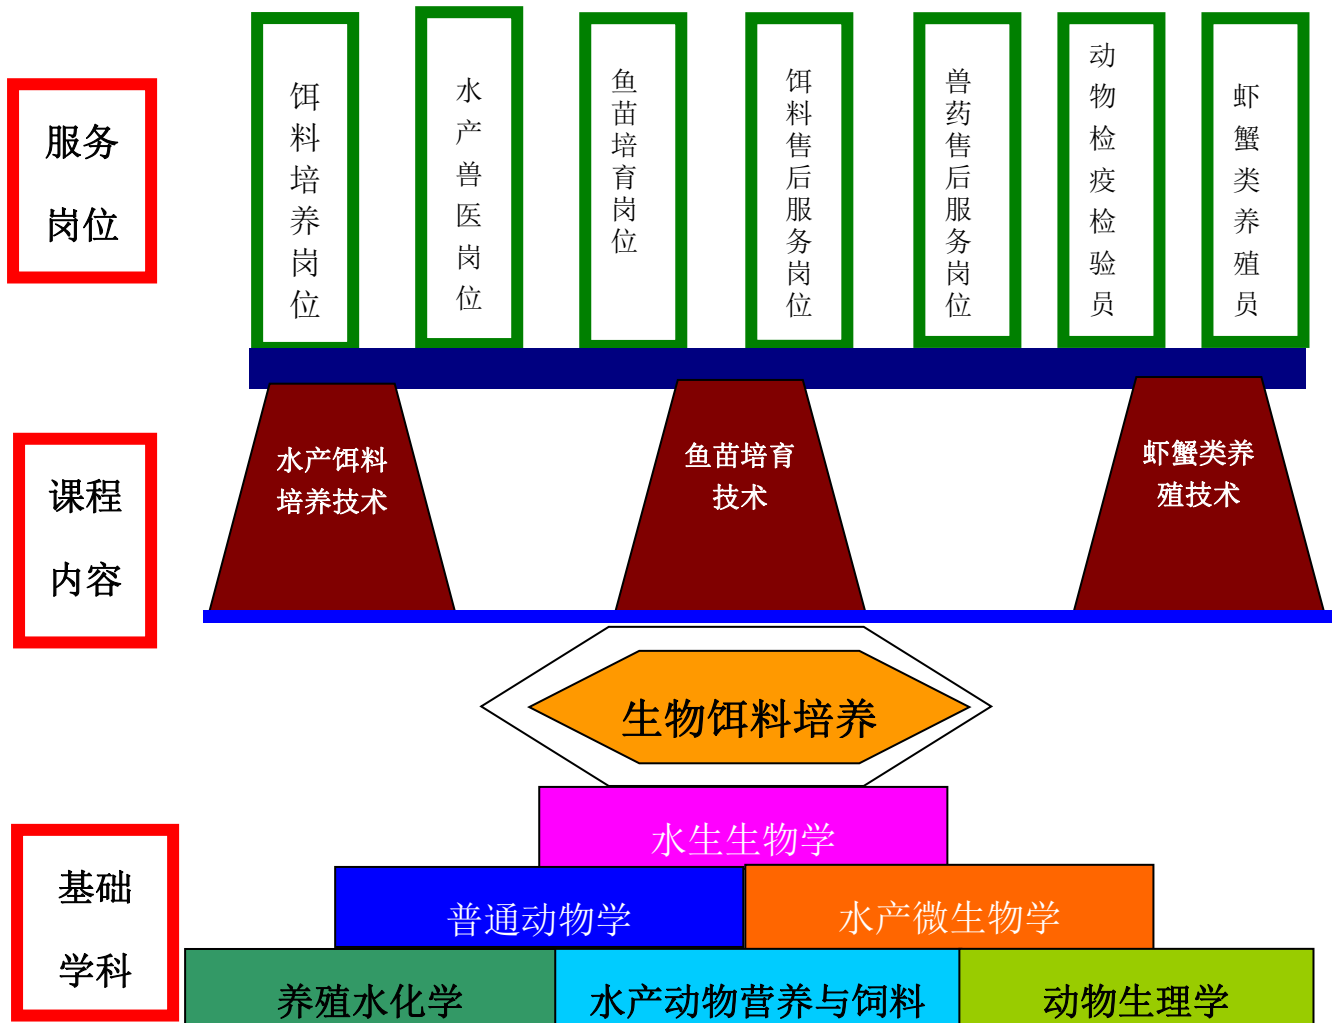 服务
岗位
饵料培养岗位
水产兽医岗位
鱼苗培育岗位
饵料售后服务岗位
兽药售后服务岗位
动物检疫检验员
虾蟹类养殖员
课程
内容
水产饵料
培养技术
鱼苗培育
技术
虾蟹类养
殖技术
生物饵料培养
基础
学科
水生生物学
普通动物学
水产微生物学
养殖水化学
水产动物营养与饲料
动物生理学